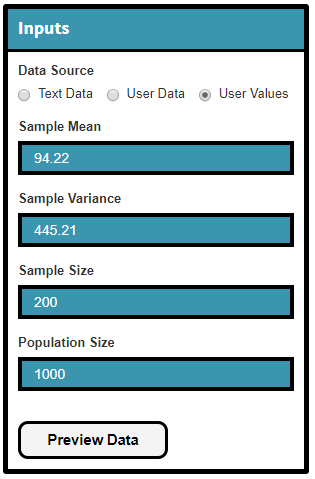 Inputs
Data Source
Text Data User Data User Values
Sample Mean
94.22
Sample Variance
445.21
Sample Size
200
Population Size
1000
Preview Data